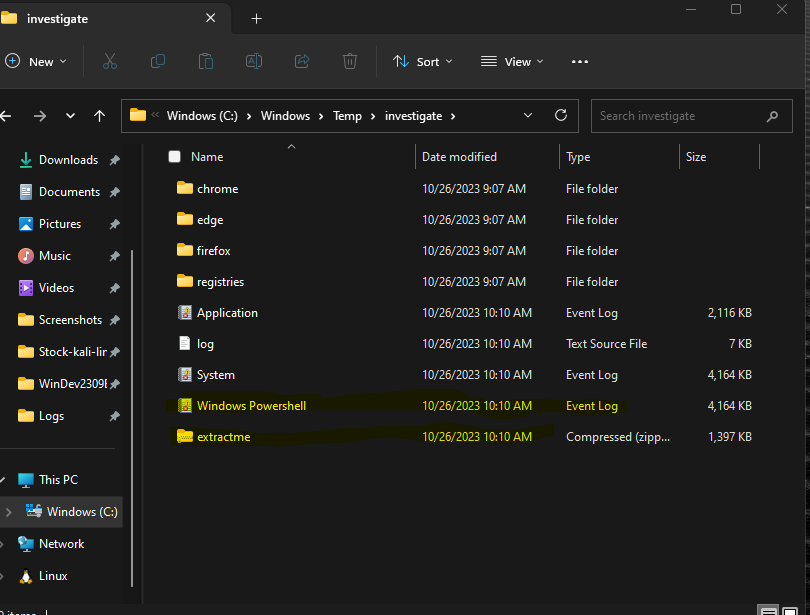 investigate
New
Sort
View
Windows (C:) Windows Temp investigate
Search investigate
Name Date modified Type Size
Downloads
Documents
Pictures
Music
Videos
Screenshots
Stock-kali-lir
WinDev2309E
Logs
This PC
Windows (C:)
Network
Linux
chrome 10/26/2023 9:07 AM File folder
edge 10/26/2023 9:07 AM File folder
firefox 10/26/2023 9:07 AM File folder
registries 10/26/2023 9:07 AM File folder
Application 10/26/2023 10:10 AM Event Log 2,116 KB
log 10/26/2023 10:10 AM Text Source File 7 KB
System 10/26/2023 10:10 AM Event Log 4,164 KB
Windows Powershell 10/26/2023 10:10 AM Event Log 4,164 KB
extractme 10/26/2023 10:10 AM Compressed (zipp... 1,397 KB